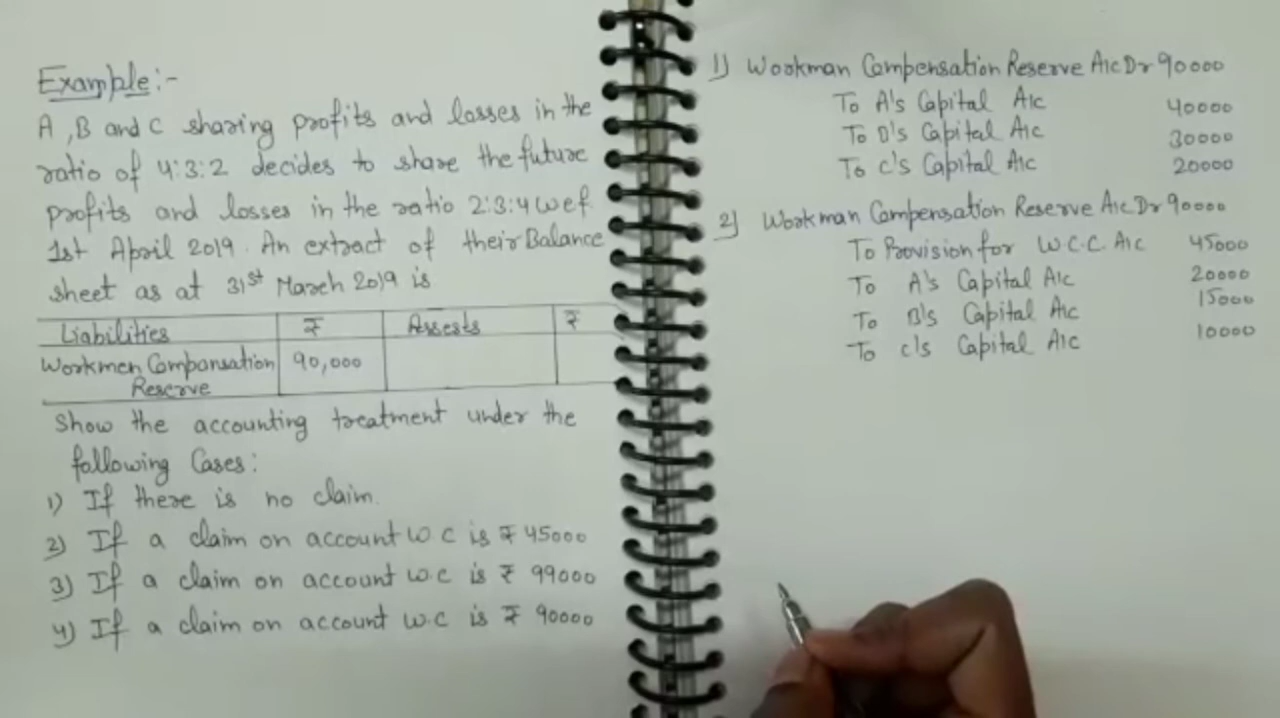 Example:-
A, B and C sharing profits and losses in the
ratio of 4:3:2 decides to share the future
profits and losses in the ratio 2:3:4 w e f
1st April 2019. An extract of their Balance
sheet as at 31st March 2019 is
Liabilities ₹ Assests ₹
Workmen Compensation 90,000
Reserve
Show the accounting treatment under the
following Cases:
1) If there is no claim.
2) If a claim on account w c is ₹ 45000
3) If a claim on account w.c is ₹ 99000
4) If a claim on account w.c is ₹ 90000
1) Workman Compensation Reserve A/c Dr 90000
To A's Capital A/c 40000
To B's Capital A/c 30000
To C's Capital A/c 20000
2) Workman Compensation Reserve A/c Dr 90000
To Provision for W.C.C. A/c 45000
To A's Capital A/c 20000
To B's Capital A/c 15000
To C's Capital A/c 10000